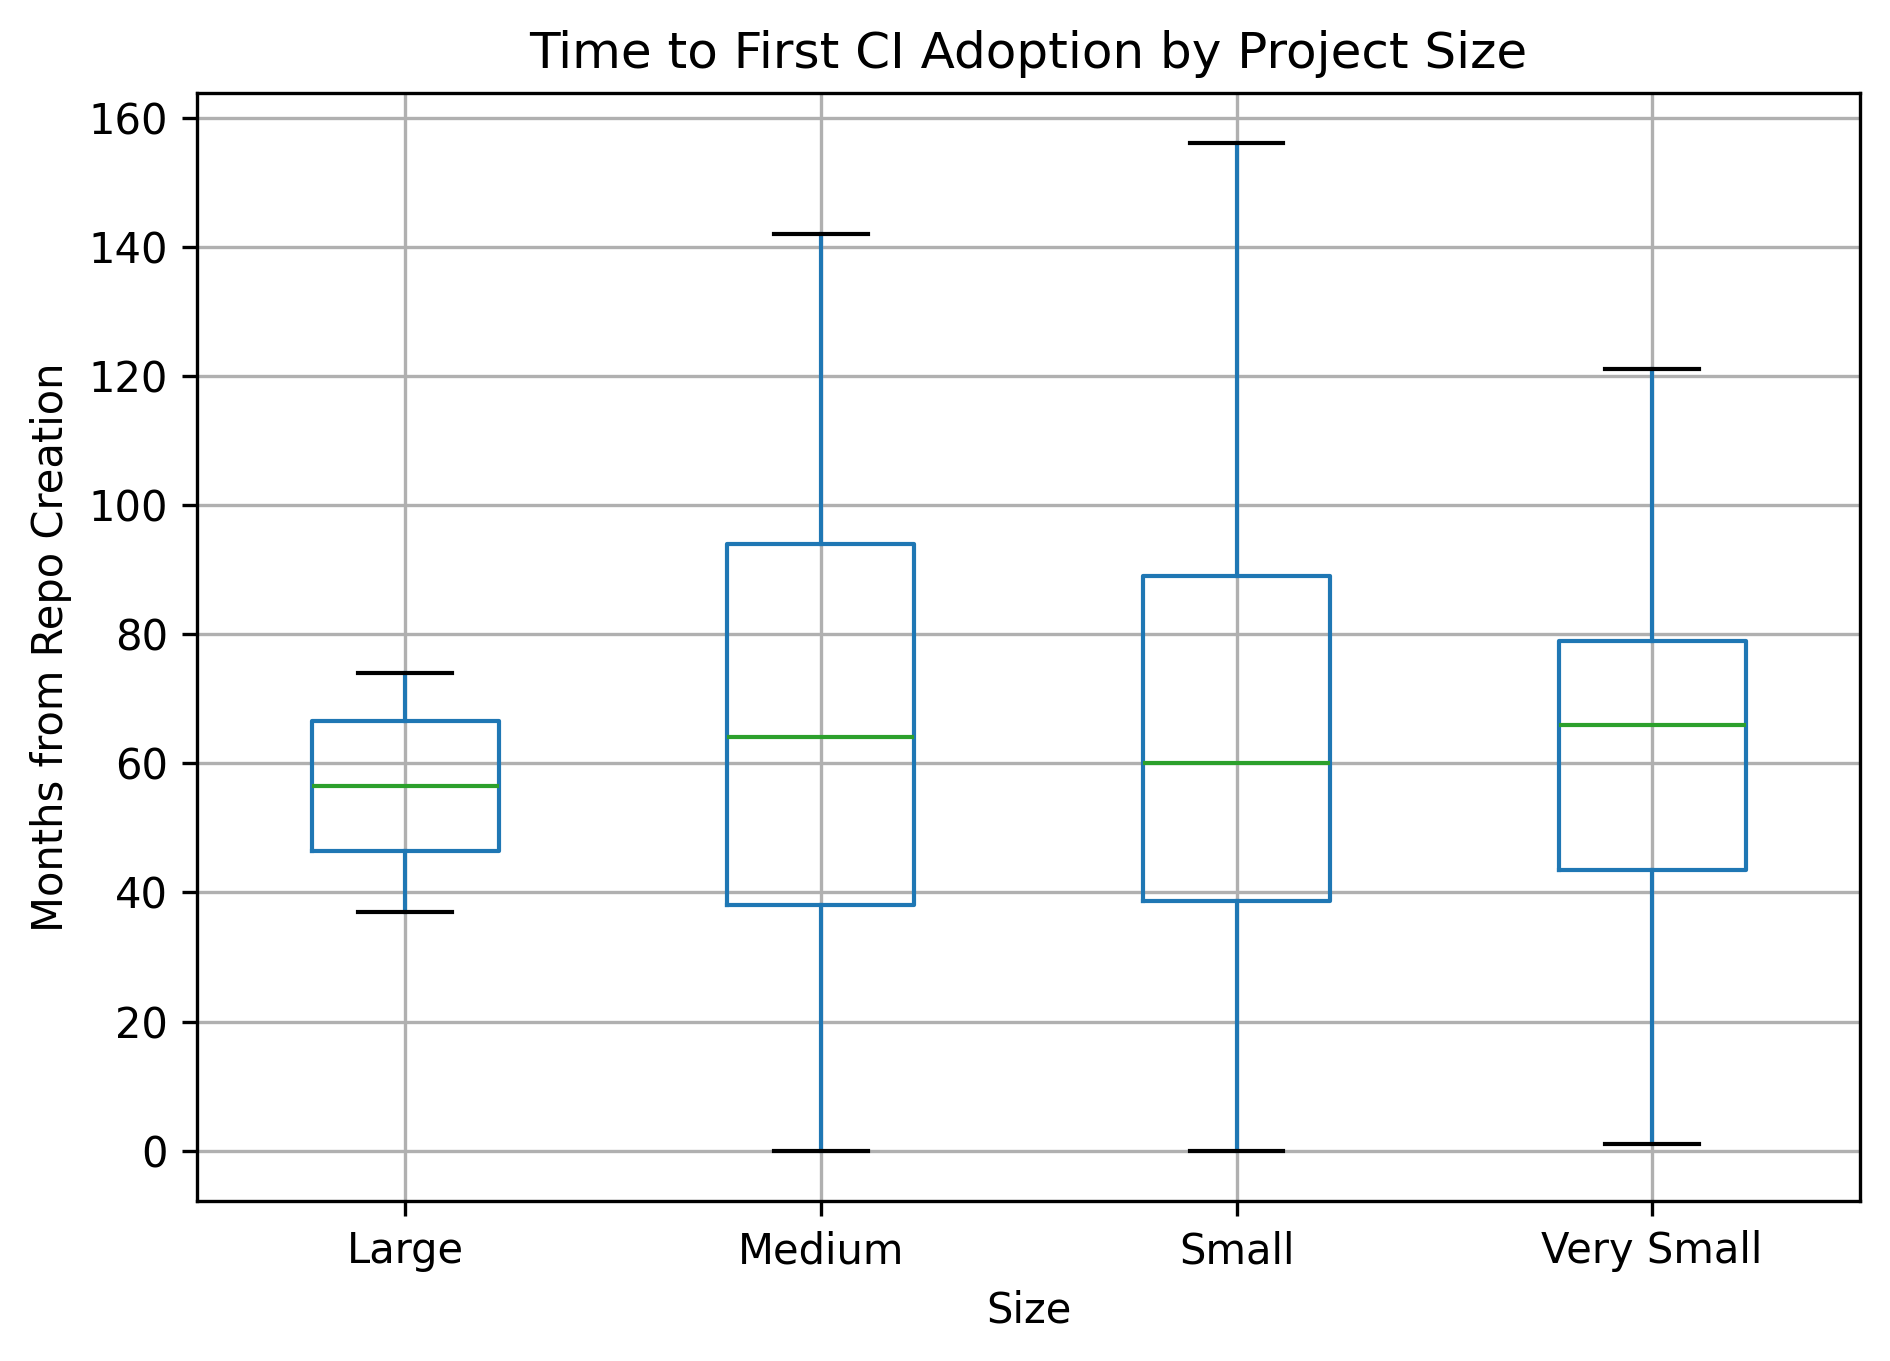 Time to First CI Adoption by Project Size
Months from Repo Creation
160
140
120
100
80
60
40
20
0
Large Medium Small Very Small
Size